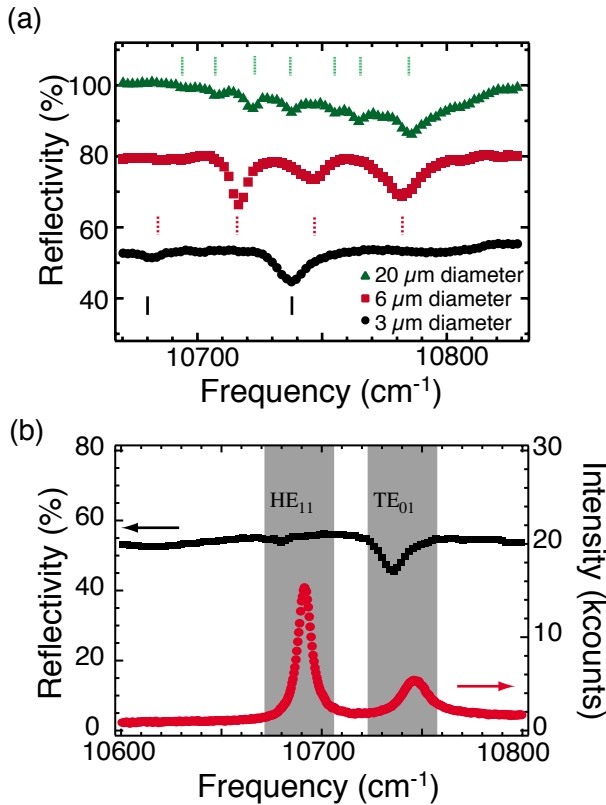 (a)
Reflectivity (%)
100
80
60
40
20 μm diameter
6 μm diameter
3 μm diameter
10700
10800
Frequency (cm⁻¹)
(b)
Reflectivity (%)
80
60
40
20
0
HE₁₁
TE₀₁
30
20
10
0
Intensity (kcounts)
10600
10700
10800
Frequency (cm⁻¹)